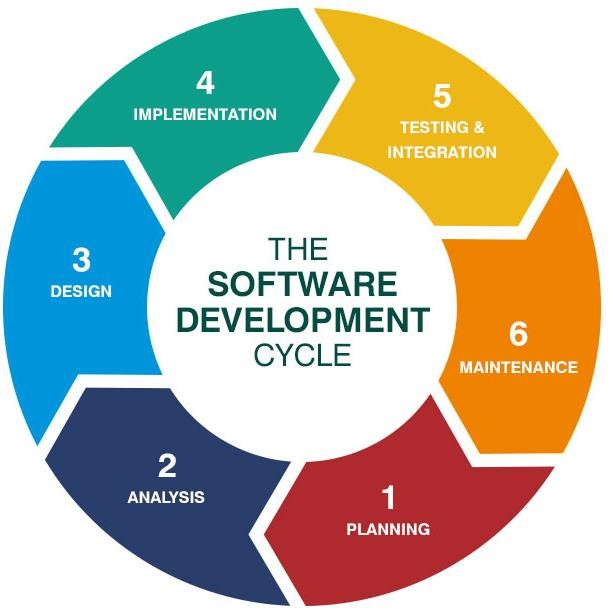 THE
SOFTWARE
DEVELOPMENT
CYCLE
1
PLANNING
2
ANALYSIS
3
DESIGN
4
IMPLEMENTATION
5
TESTING &
INTEGRATION
6
MAINTENANCE